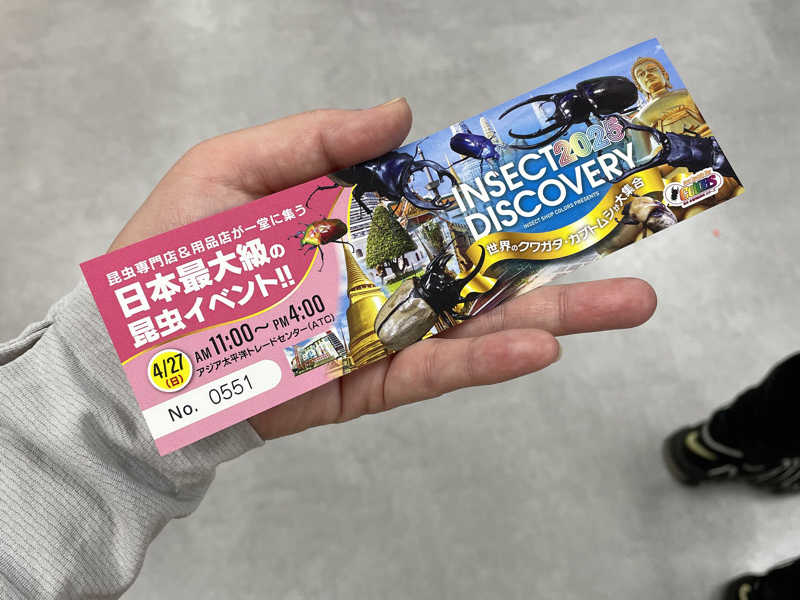 昆虫専門店&用品店が一堂に集う
日本最大級の
昆虫イベント!!
4/27
(日)
AM 11:00~ PM 4:00
アジア太平洋トレードセンター(ATC)
No. 0551
INSECT 2025
DISCOVERY
INSECT SHOP COLORS PRESENTS
世界のクワガタ・カブトムシ大集合